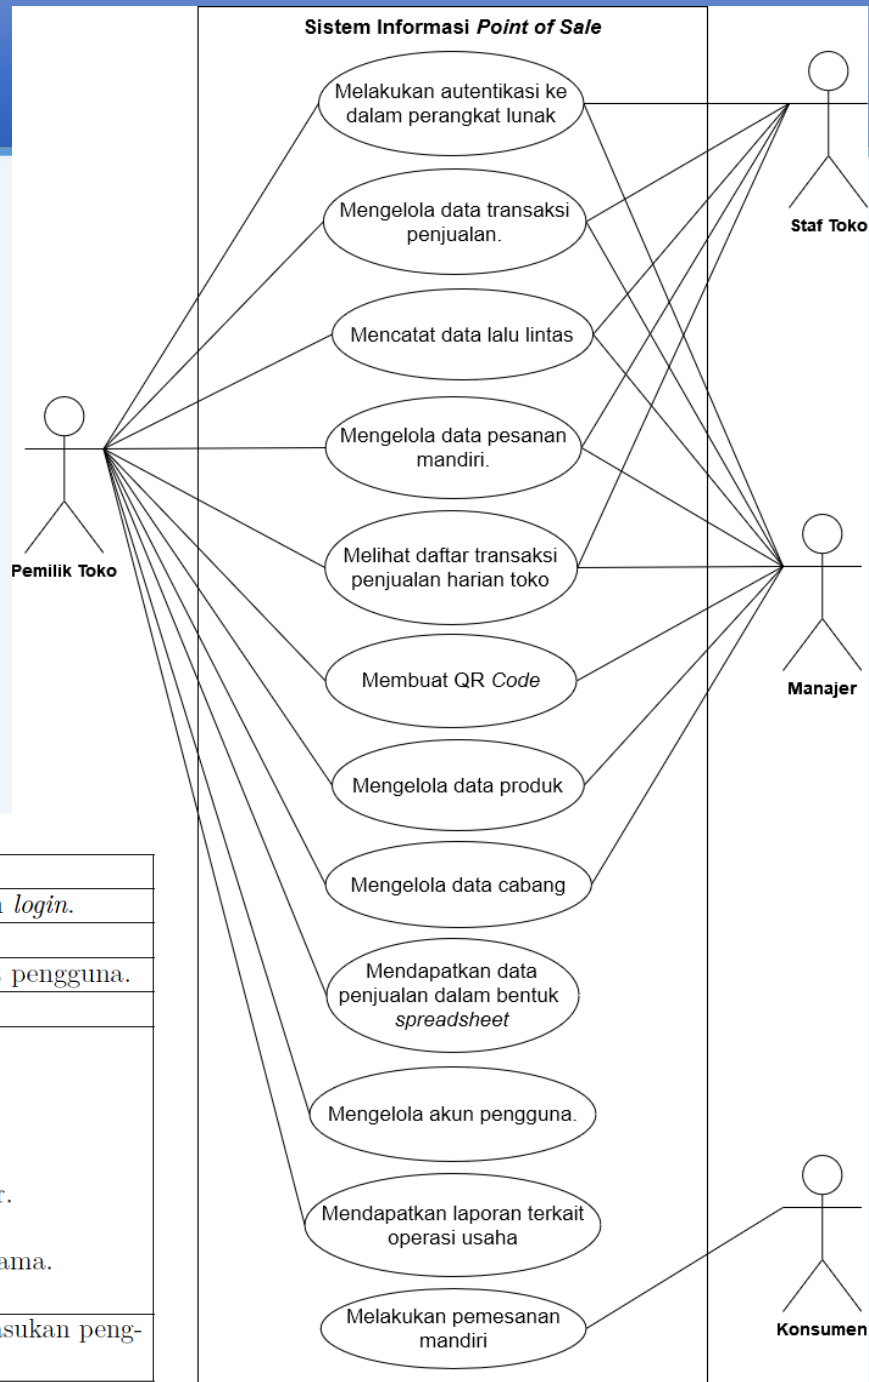 Sistem Informasi Point of Sale
Melakukan autentikasi ke
dalam perangkat lunak
Staf Toko
Mengelola data transaksi
penjualan.
Mencatat data lalu lintas
Mengelola data pesanan
mandiri.
Pemilik Toko
Melihat daftar transaksi
penjualan harian toko
Membuat QR Code
Manajer
Mengelola data produk
Mengelola data cabang
Mendapatkan data
penjualan dalam bentuk
spreadsheet
Mengelola akun pengguna.
Mendapatkan laporan terkait
operasi usaha
Melakukan pemesanan
mandiri
Konsumen
login.
pengguna.